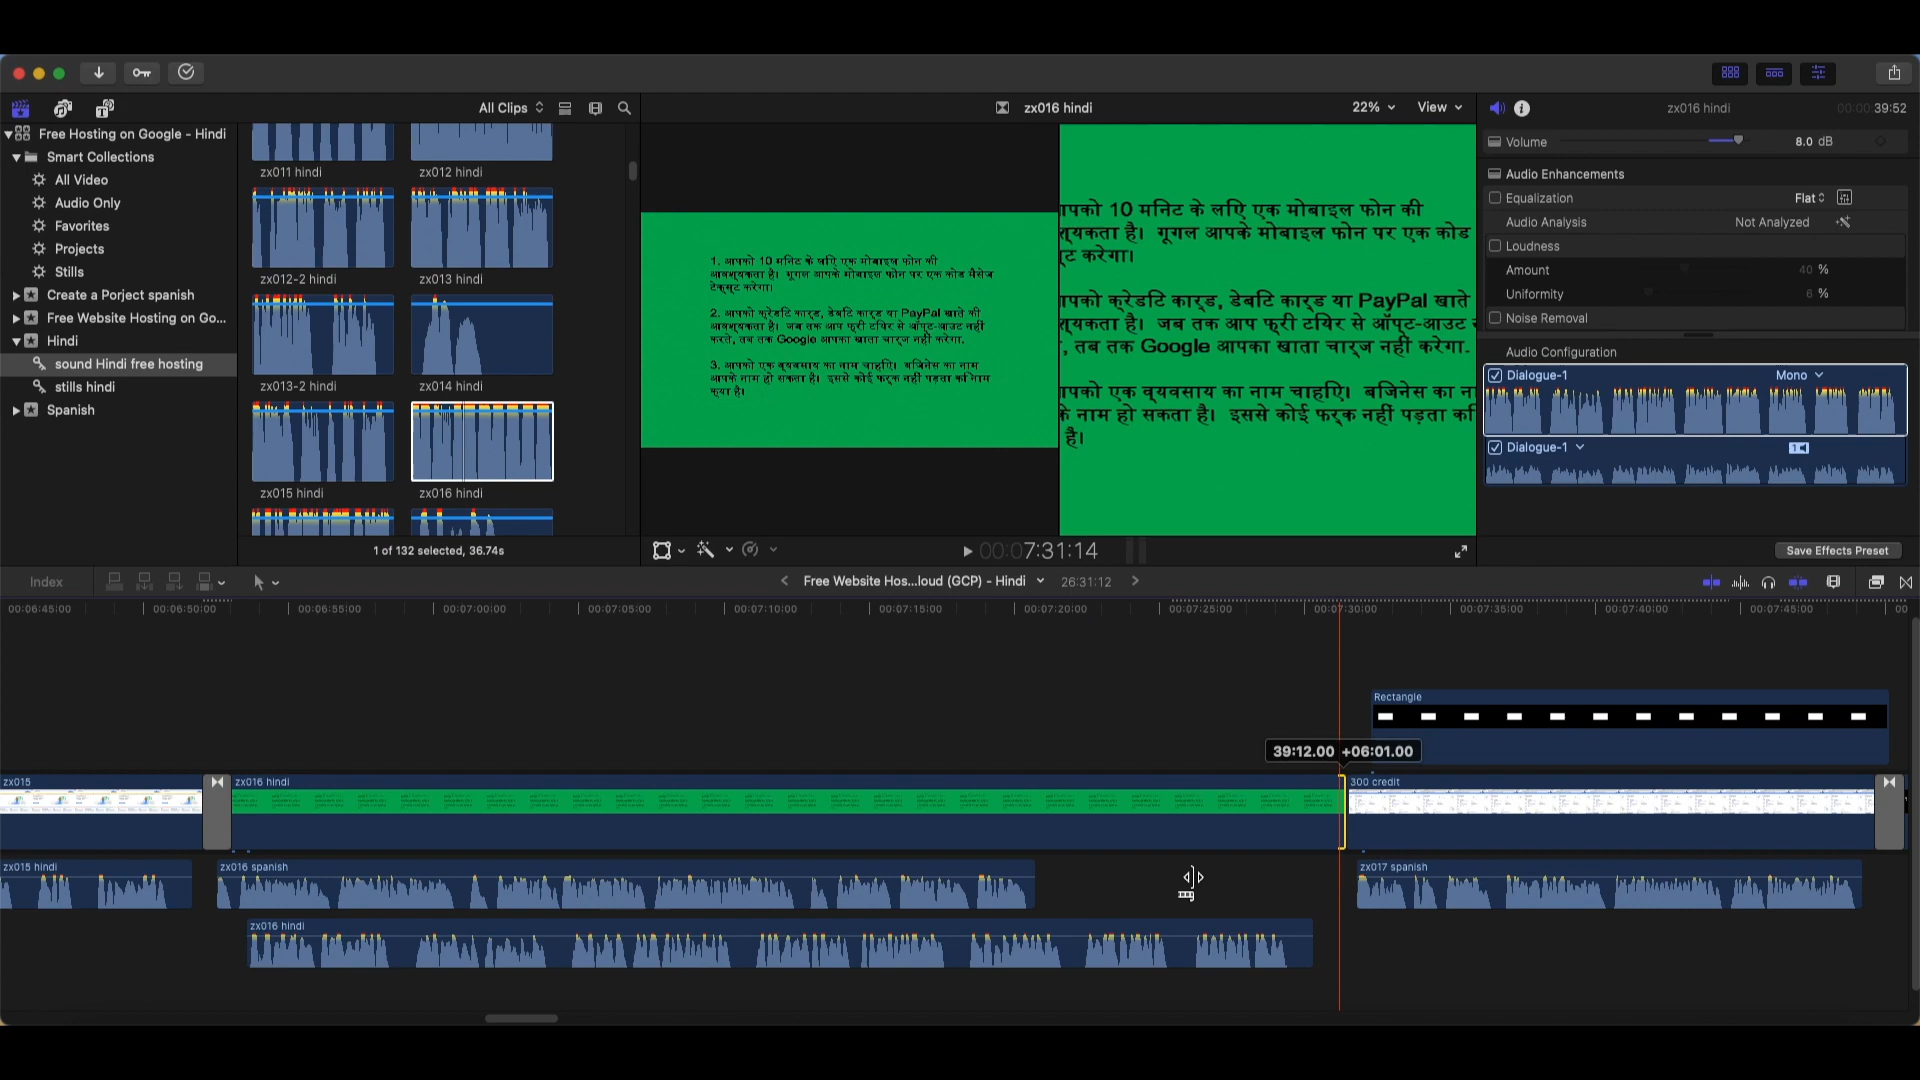 All Clips
zx016 hindi
22%
View
zx016 hindi
00:00:39:52
Free Hosting on Google - Hindi
Smart Collections
All Video
Audio Only
Favorites
Projects
Stills
Create a Porject spanish
Free Website Hosting on Go...
Hindi
sound Hindi free hosting
stills hindi
Spanish
zx011 hindi
zx012 hindi
zx012-2 hindi
zx013 hindi
zx013-2 hindi
zx014 hindi
zx015 hindi
zx016 hindi
1 of 132 selected, 36.74s
1. आपको 10 मिनट के लिए एक मोबाइल फोन की
आवश्यकता है। गूगल आपके मोबाइल फोन पर एक कोड मैसेज
टेक्स्ट करेगा।
2. आपको क्रेडिट कार्ड, डेबिट कार्ड या PayPal खाते की
आवश्यकता है। जब तक आप फ्री टियर से ऑप्ट-आउट नहीं
करते, तब तक Google आपका खाता चार्ज नहीं करेगा.
3. आपको एक व्यवसाय का नाम चाहिए। बिजनेस का नाम
आपके नाम हो सकता है। इससे कोई फर्क नहीं पड़ता कि नाम
क्या है।
पको 10 मिनट के लिए एक मोबाइल फोन की
श्यकता है। गूगल आपके मोबाइल फोन पर एक कोड
ट करेगा।
पको क्रेडिट कार्ड, डेबिट कार्ड या PayPal खाते
श्यकता है। जब तक आप फ्री टियर से ऑप्ट-आउट
, तब तक Google आपका खाता चार्ज नहीं करेगा.
पको एक व्यवसाय का नाम चाहिए। बिजनेस का
के नाम हो सकता है। इससे कोई फर्क नहीं पड़ता कि
है।
00:07:31:14
Volume
8.0 dB
Audio Enhancements
Equalization
Flat
Audio Analysis
Not Analyzed
Loudness
Amount
40 %
Uniformity
6 %
Noise Removal
Audio Configuration
Dialogue-1
Mono
Dialogue-1
1
Save Effects Preset
Index
Free Website Hos...loud (GCP) - Hindi
26:31:12
00:06:45:00
00:06:50:00
00:06:55:00
00:07:00:00
00:07:05:00
00:07:10:00
00:07:15:00
00:07:20:00
00:07:25:00
00:07:30:00
00:07:35:00
00:07:40:00
00:07:45:00
00
Rectangle
39:12.00 +06:01.00
zx015
zx016 hindi
300 credit
zx015 hindi
zx016 spanish
zx017 spanish
zx016 hindi